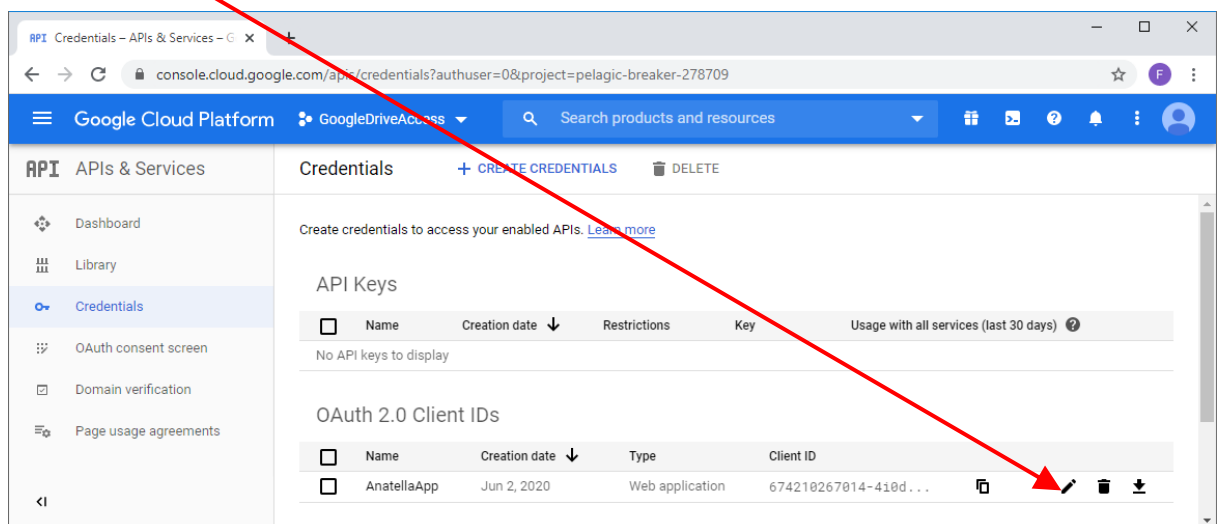 API Credentials – APIs & Services – G
console.cloud.google.com/apis/credentials?authuser=0&project=pelagic-breaker-278709
F
Google Cloud Platform GoogleDriveAccess Search products and resources
API APIs & Services Credentials + CREATE CREDENTIALS DELETE
Dashboard
Create credentials to access your enabled APIs. Learn more
Library
API Keys
Credentials
Name Creation date Restrictions Key Usage with all services (last 30 days)
OAuth consent screen
No API keys to display
Domain verification
OAuth 2.0 Client IDs
Page usage agreements
Name Creation date Type Client ID
AnatellaApp Jun 2, 2020 Web application 674210267014-4i0d...